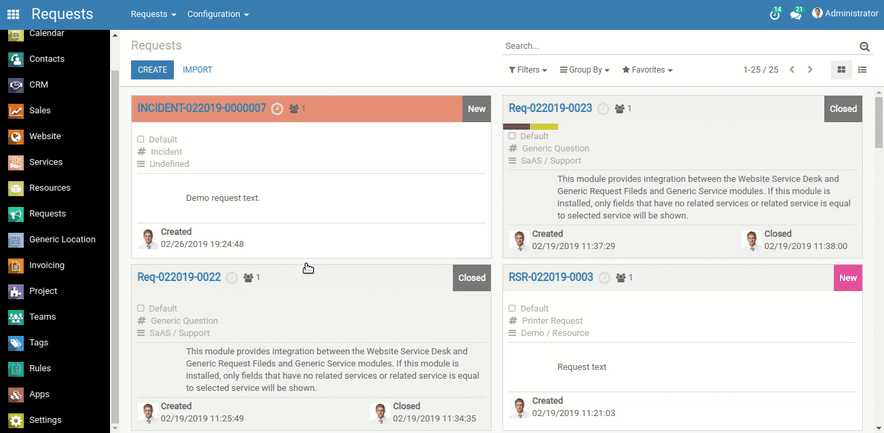 Requests
Requests
Configuration
14
21
Administrator
Calendar
Contacts
CRM
Sales
Website
Services
Resources
Requests
Generic Location
Invoicing
Project
Teams
Tags
Rules
Apps
Settings
Requests
Search...
CREATE
IMPORT
Filters
Group By
Favorites
1-25 / 25
INCIDENT-022019-0000007
1
New
Default
Incident
Undefined
Demo request text.
Created
02/26/2019 19:24:48
Req-022019-0023
1
Closed
Default
Generic Question
SaAS / Support
This module provides integration between the Website Service Desk and
Generic Request Fileds and Generic Service modules. If this module is
installed, only fields that have no related services or related service is equal
to selected service will be shown.
Created
02/19/2019 11:37:29
Closed
02/19/2019 11:38:00
Req-022019-0022
1
Closed
Default
Generic Question
SaAS / Support
This module provides integration between the Website Service Desk and
Generic Request Fileds and Generic Service modules. If this module is
installed, only fields that have no related services or related service is equal
to selected service will be shown.
Created
02/19/2019 11:25:49
Closed
02/19/2019 11:34:35
RSR-022019-0003
1
New
Default
Printer Request
Demo / Resource
Request text
Created
02/19/2019 11:21:03